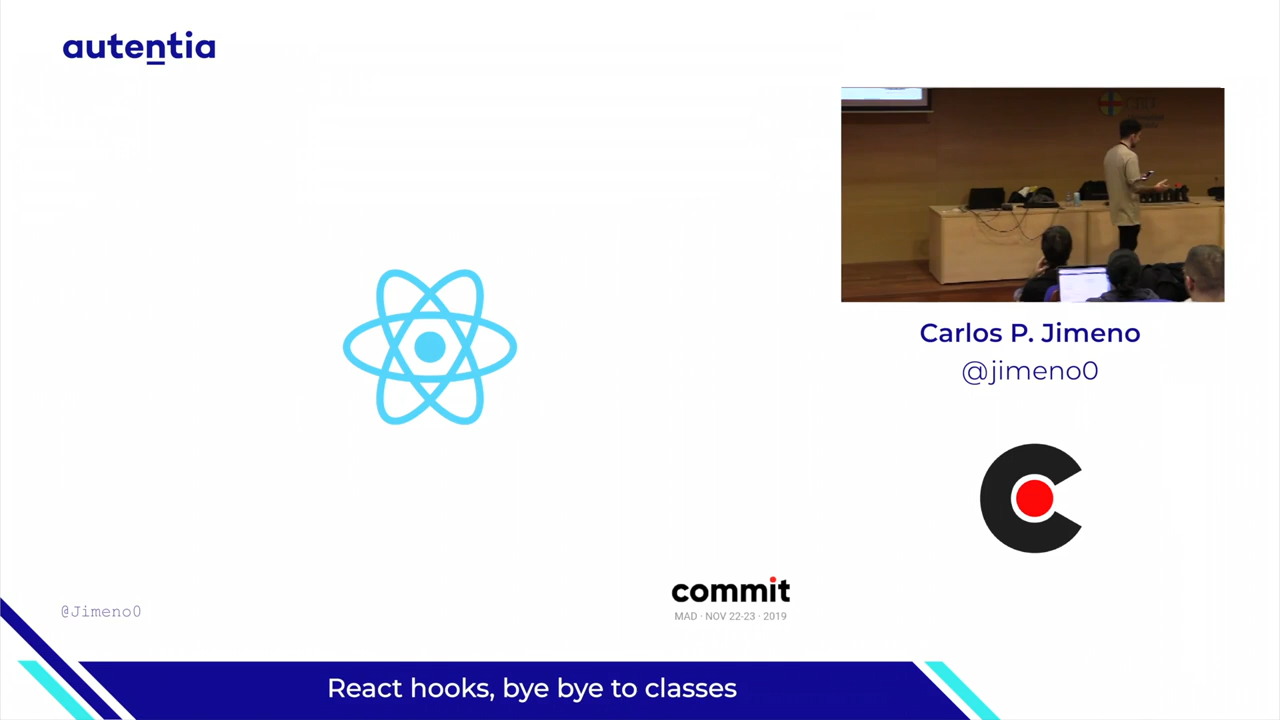 autentia
Carlos P. Jimeno
@jimeno0
commit
MAD · NOV 22-23 · 2019
@Jimeno0
React hooks, bye bye to classes